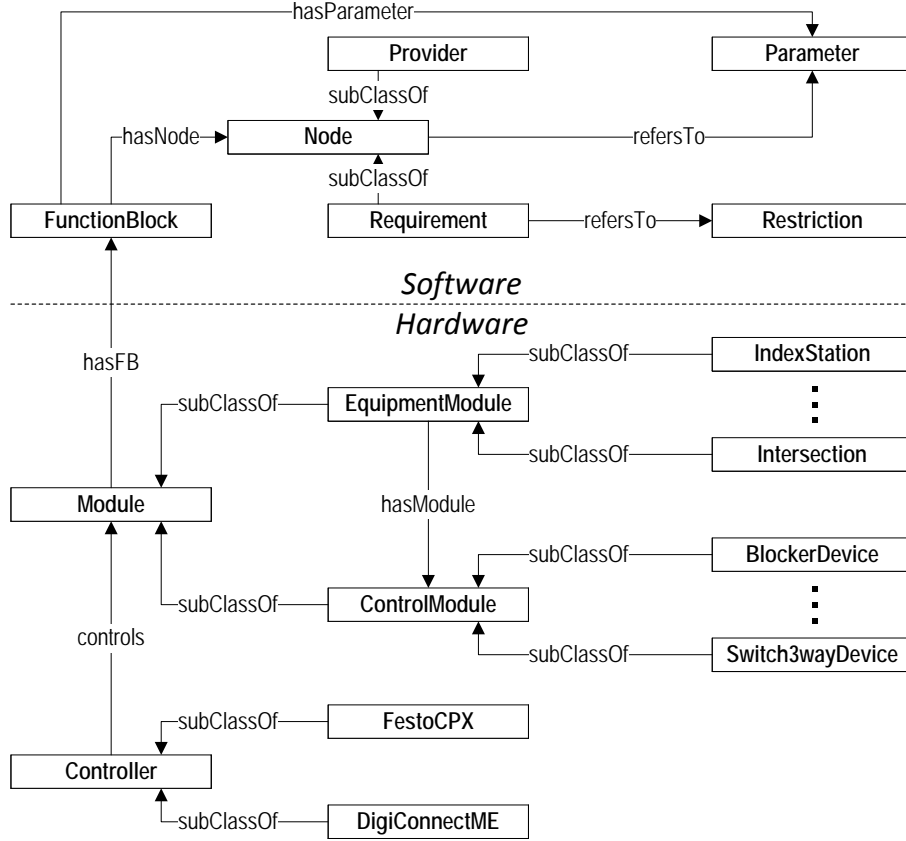 hasParameter
Provider
Parameter
subClassOf
hasNode
Node
refersTo
subClassOf
FunctionBlock
Requirement
refersTo
Restriction
Software
Hardware
hasFB
subClassOf
IndexStation
subClassOf
EquipmentModule
subClassOf
Intersection
Module
hasModule
subClassOf
BlockerDevice
subClassOf
ControlModule
controls
subClassOf
Switch3wayDevice
subClassOf
FestoCPX
Controller
subClassOf
DigiConnectME